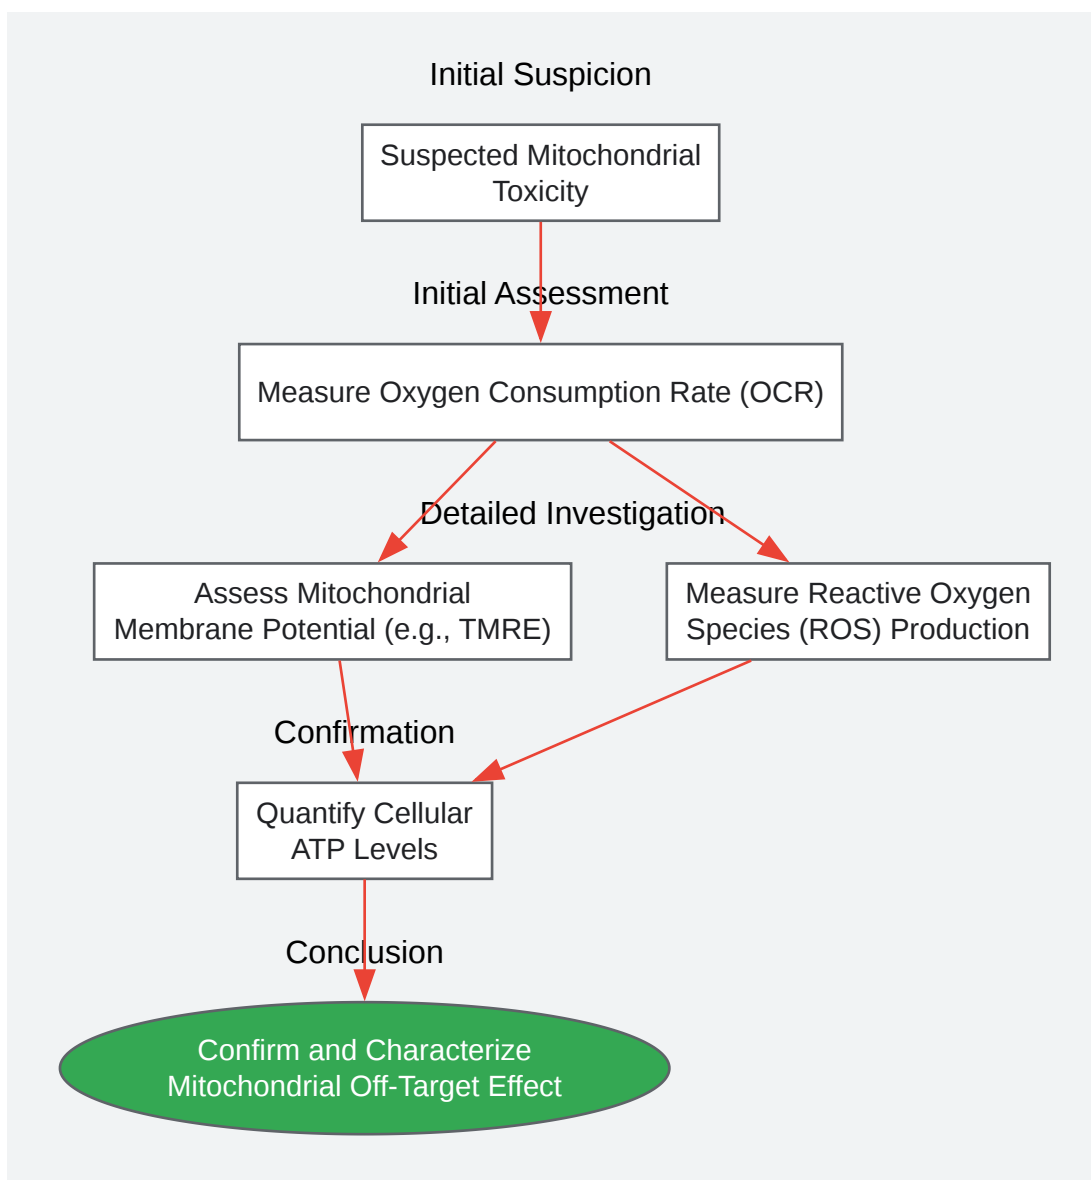 Initial Suspicion
Suspected Mitochondrial
Toxicity
Initial Assessment
Measure Oxygen Consumption Rate (OCR)
Detailed Investigation
Assess Mitochondrial
Membrane Potential (e.g., TMRE)
Measure Reactive Oxygen
Species (ROS) Production
Confirmation
Quantify Cellular
ATP Levels
Conclusion
Confirm and Characterize
Mitochondrial Off-Target Effect